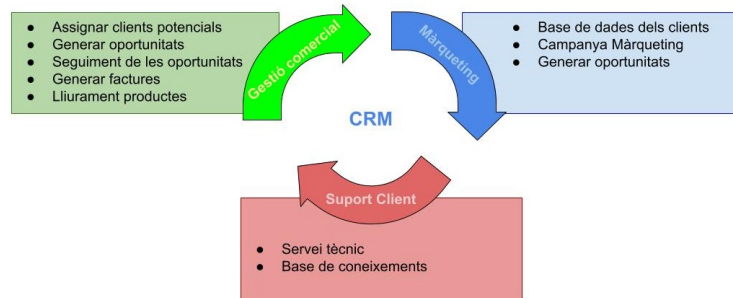 ● Assignar clients potencials
● Generar oportunitats
● Seguiment de les oportunitats
● Generar factures
● Lliurament productes
Gestió comercial
Màrqueting
● Base de dades dels clients
● Campanya Màrqueting
● Generar oportunitats
CRM
Suport Client
● Servei tècnic
● Base de coneixements